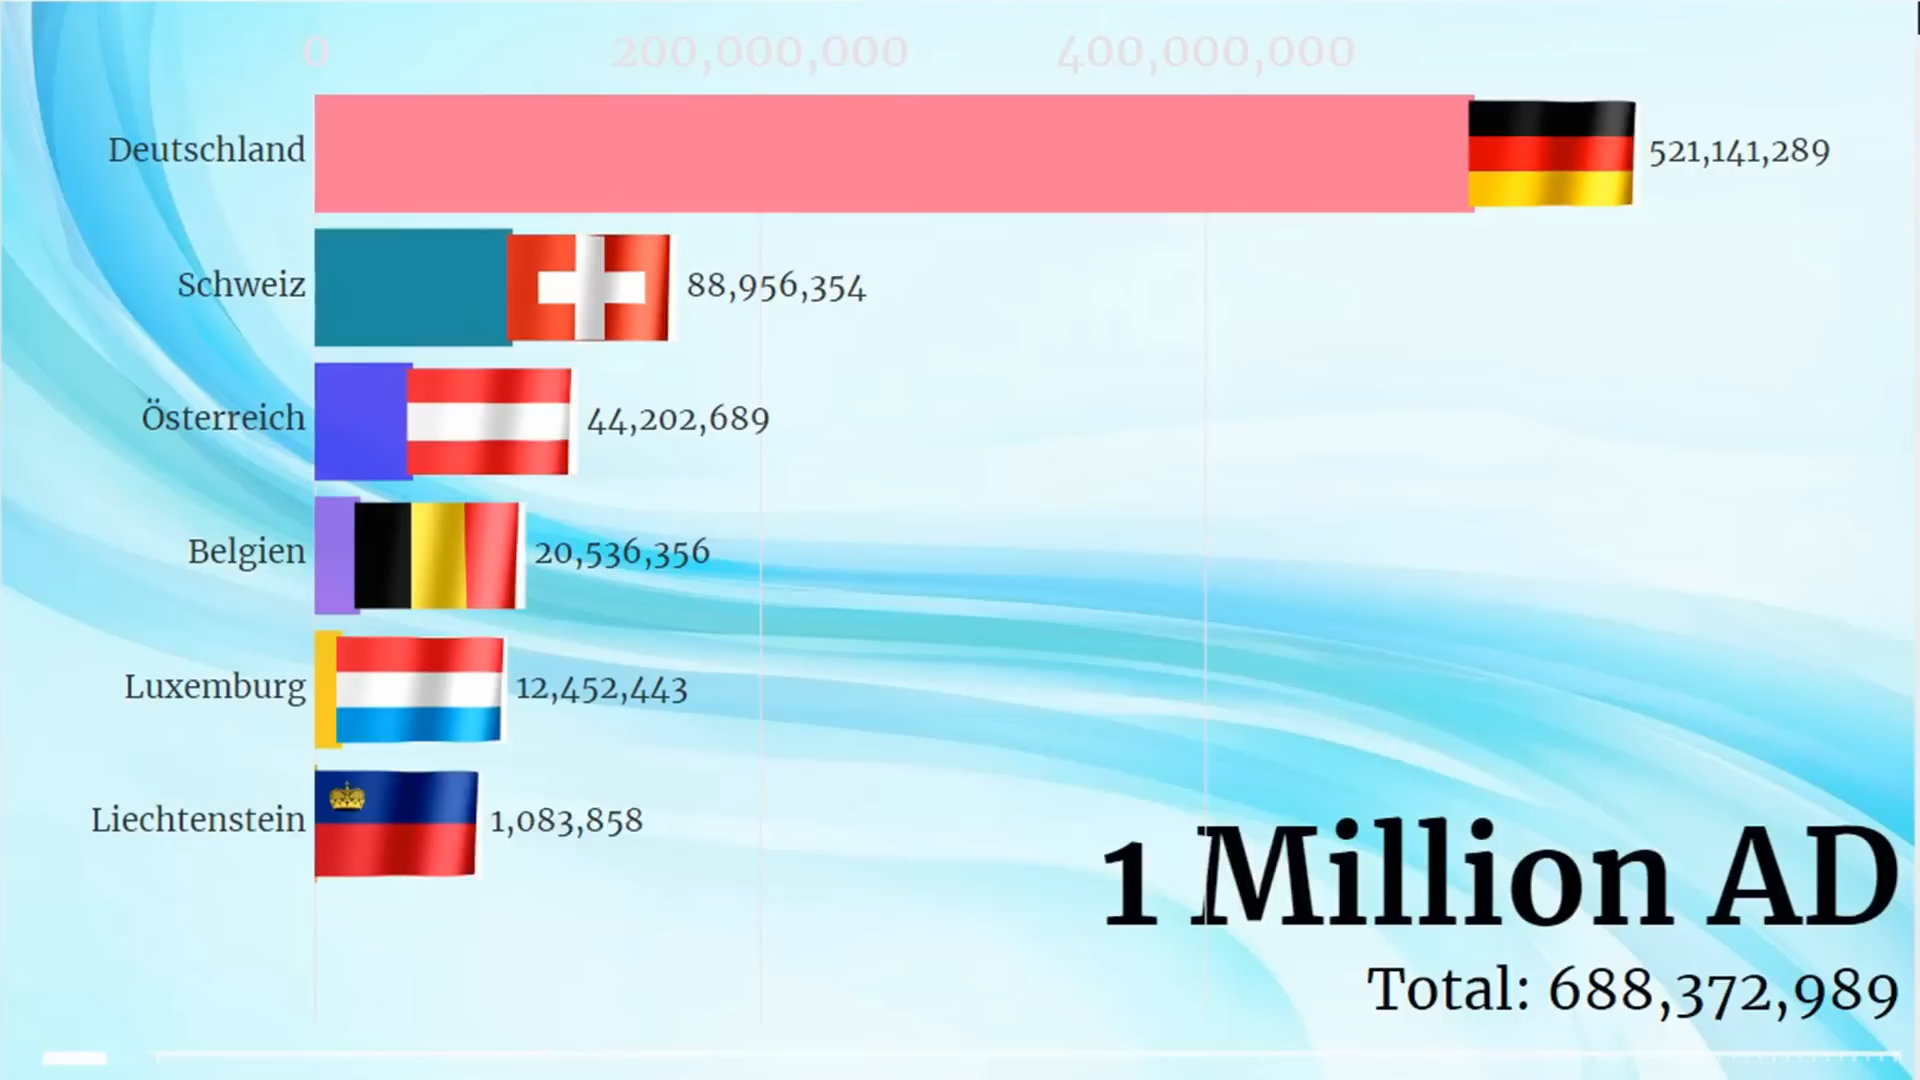 0 200,000,000 400,000,000
Deutschland 521,141,289
Schweiz 88,956,354
Österreich 44,202,689
Belgien 20,536,356
Luxemburg 12,452,443
Liechtenstein 1,083,858
1 Million AD
Total: 688,372,989